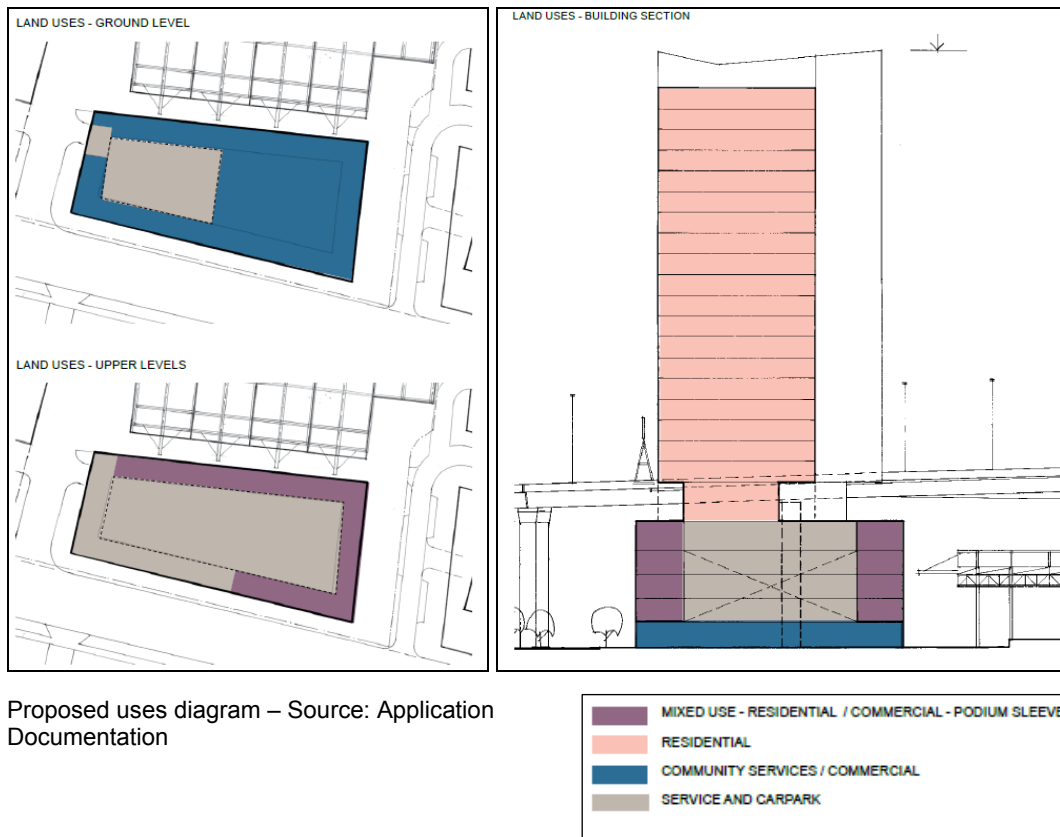 LAND USES - GROUND LEVEL
LAND USES - UPPER LEVELS
LAND USES - BUILDING SECTION
Proposed uses diagram – Source: Application
Documentation
MIXED USE - RESIDENTIAL / COMMERCIAL - PODIUM SLEEVE
RESIDENTIAL
COMMUNITY SERVICES / COMMERCIAL
SERVICE AND CARPARK